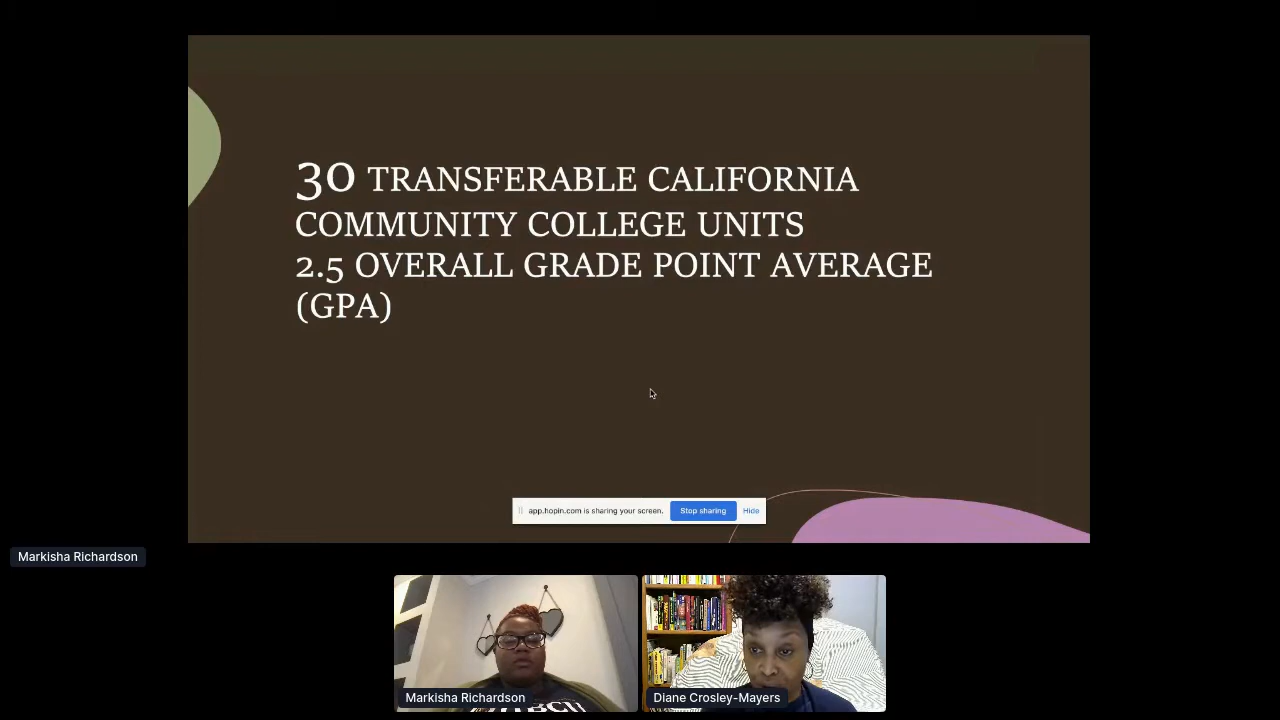 30 TRANSFERABLE CALIFORNIA
COMMUNITY COLLEGE UNITS
2.5 OVERALL GRADE POINT AVERAGE
(GPA)
app.hopin.com is sharing your screen. Stop sharing Hide
Markisha Richardson
Markisha Richardson
Diane Crosley-Mayers